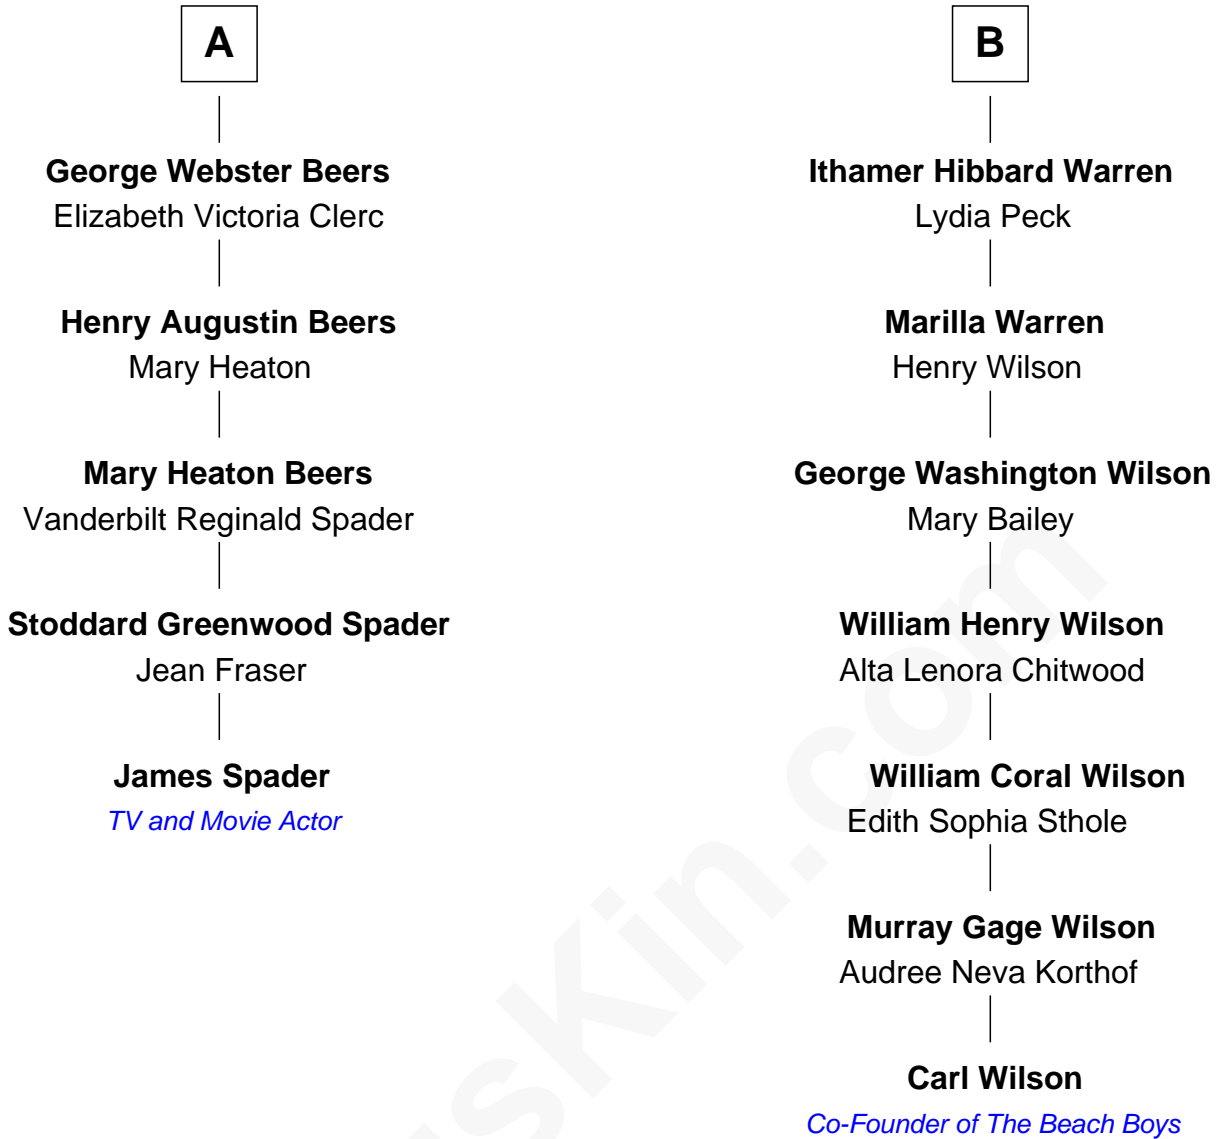 A
George Webster Beers
Elizabeth Victoria Clerc
Henry Augustin Beers
Mary Heaton
Mary Heaton Beers
Vanderbilt Reginald Spader
Stoddard Greenwood Spader
Jean Fraser
James Spader
TV and Movie Actor
B
Ithamer Hibbard Warren
Lydia Peck
Marilla Warren
Henry Wilson
George Washington Wilson
Mary Bailey
William Henry Wilson
Alta Lenora Chitwood
William Coral Wilson
Edith Sophia Sthole
Murray Gage Wilson
Audree Neva Korthof
Carl Wilson
Co-Founder of The Beach Boys
sKin.com